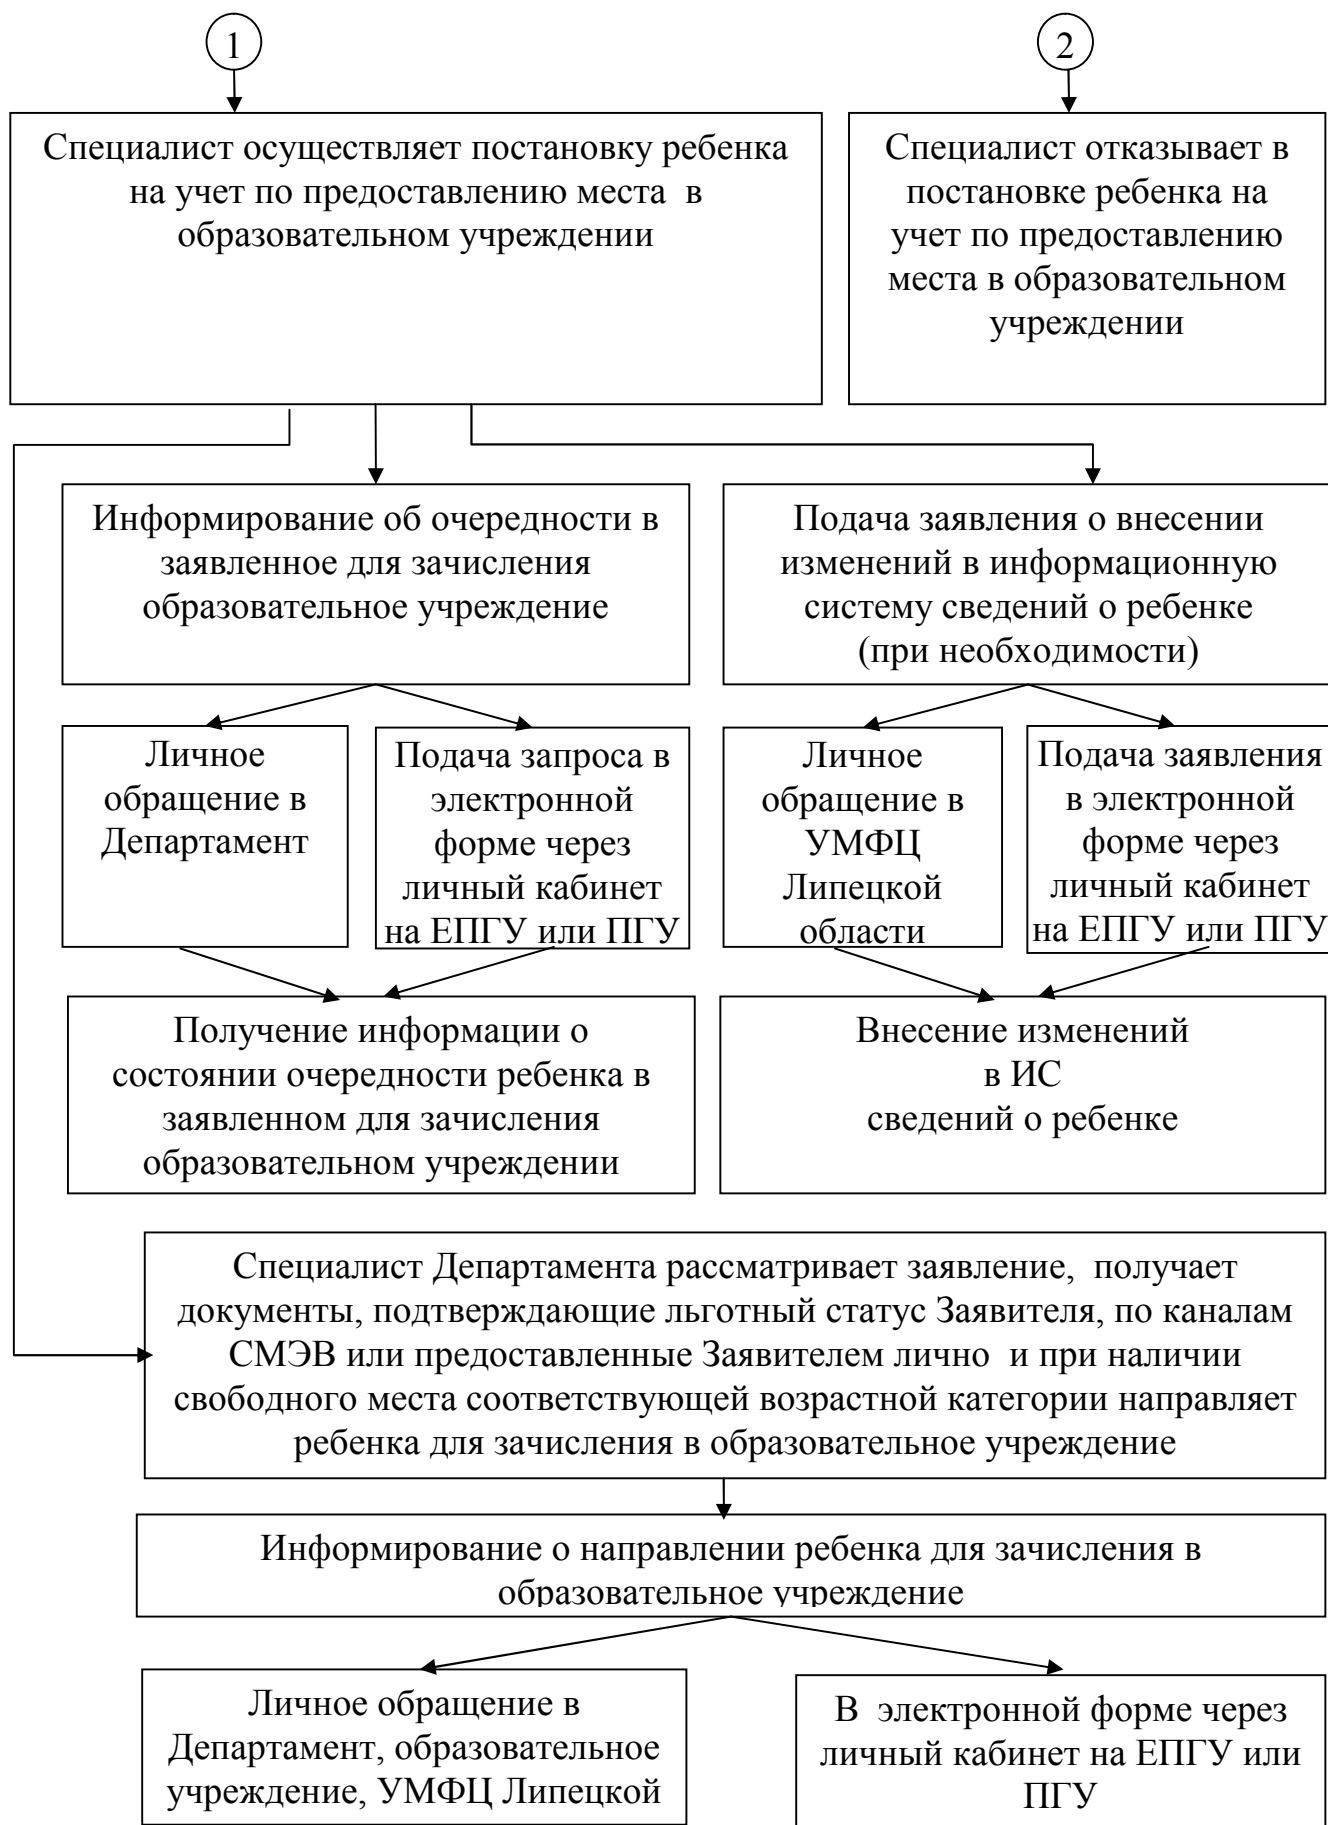 1
2
Специалист осуществляет постановку ребенка
на учет по предоставлению места в
образовательном учреждении
Специалист отказывает в
постановке ребенка на
учет по предоставлению
места в образовательном
учреждении
Информирование об очередности в
заявленное для зачисления
образовательное учреждение
Подача заявления о внесении
изменений в информационную
систему сведений о ребенке
(при необходимости)
Личное
обращение в
Департамент
Подача запроса в
электронной
форме через
личный кабинет
на ЕПГУ или ПГУ
Личное
обращение в
УМФЦ
Липецкой
области
Подача заявления
в электронной
форме через
личный кабинет
на ЕПГУ или ПГУ
Получение информации о
состоянии очередности ребенка в
заявленном для зачисления
образовательном учреждении
Внесение изменений
в ИС
сведений о ребенке
Специалист Департамента рассматривает заявление, получает
документы, подтверждающие льготный статус Заявителя, по каналам
СМЭВ или предоставленные Заявителем лично и при наличии
свободного места соответствующей возрастной категории направляет
ребенка для зачисления в образовательное учреждение
Информирование о направлении ребенка для зачисления в
образовательное учреждение
Личное обращение в
Департамент, образовательное
учреждение, УМФЦ Липецкой
В электронной форме через
личный кабинет на ЕПГУ или
ПГУ